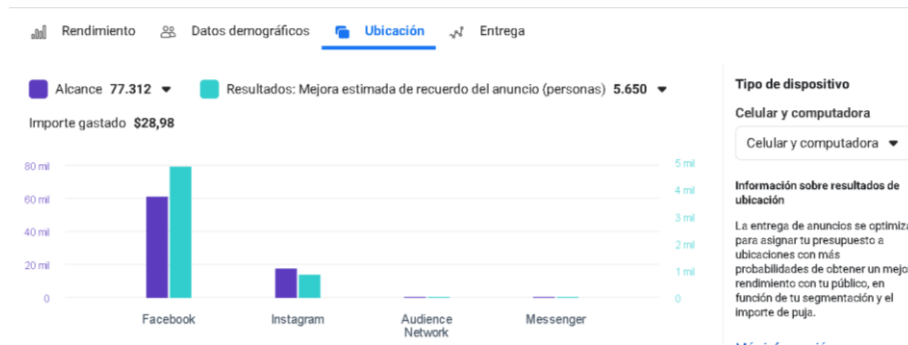 Rendimiento Datos demográficos Ubicación Entrega
Alcance 77.312 Resultados: Mejora estimada de recuerdo del anuncio (personas) 5.650
Importe gastado $28,98
80 mil
60 mil
40 mil
20 mil
0
5 mil
4 mil
3 mil
2 mil
1 mil
0
Facebook Instagram Audience Network Messenger
Tipo de dispositivo
Celular y computadora
Celular y computadora
Información sobre resultados de
ubicación
La entrega de anuncios se optimiza
para asignar tu presupuesto a
ubicaciones con más
probabilidades de obtener un mejo
rendimiento con tu público, en
función de tu segmentación y el
importe de puja.